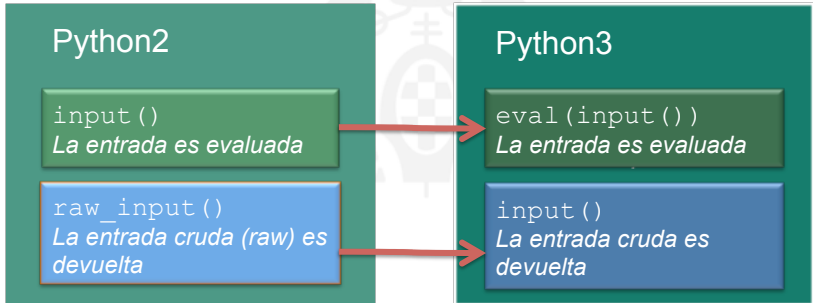 Python2
input()
La entrada es evaluada
raw_input()
La entrada cruda (raw) es
devuelta
Python3
eval(input())
La entrada es evaluada
input()
La entrada cruda es
devuelta